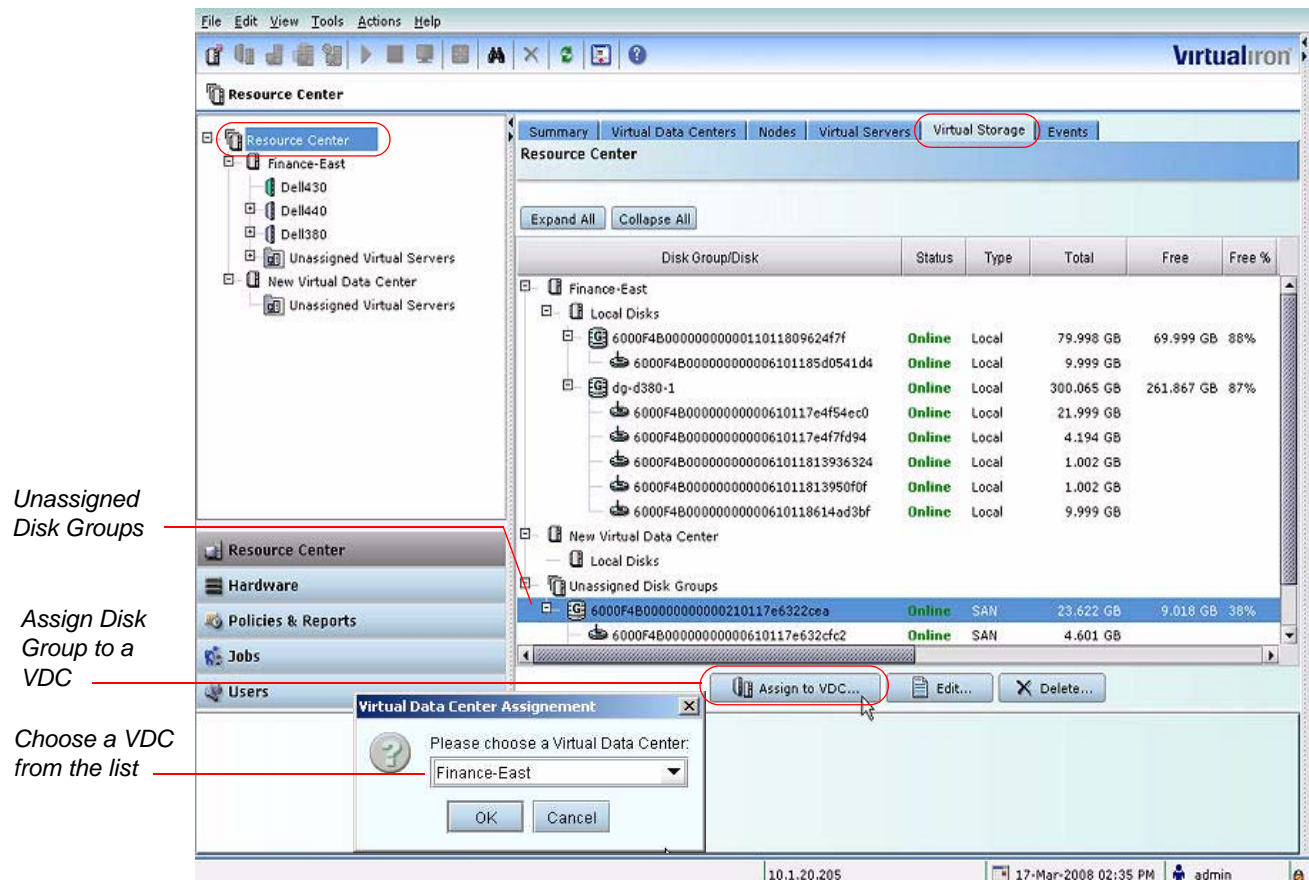 File Edit View Tools Actions Help
Virtualiron
Resource Center
Resource Center
Finance-East
Dell430
Dell440
Dell380
Unassigned Virtual Servers
New Virtual Data Center
Unassigned Virtual Servers
Summary Virtual Data Centers Nodes Virtual Servers Virtual Storage Events
Resource Center
Expand All Collapse All
Disk Group/Disk Status Type Total Free Free %
Finance-East
Local Disks
6000F4B0000000000011011809624f7f Online Local 79.998 GB 69.999 GB 88%
6000F4B000000000006101185d0541d4 Online Local 9.999 GB
dg-d380-1 Online Local 300.065 GB 261.867 GB 87%
6000F4B00000000000610117e4f54ec0 Online Local 21.999 GB
6000F4B00000000000610117e4f7fd94 Online Local 4.194 GB
6000F4B0000000000061011813936324 Online Local 1.002 GB
6000F4B0000000000061011813950f0f Online Local 1.002 GB
6000F4B00000000000610118614ad3bf Online Local 9.999 GB
New Virtual Data Center
Local Disks
Unassigned Disk Groups
6000F4B00000000000210117e6322cea Online SAN 23.622 GB 9.018 GB 38%
6000F4B00000000000610117e632cfc2 Online SAN 4.601 GB
Unassigned
Disk Groups
Resource Center
Hardware
Policies & Reports
Jobs
Users
Assign Disk
Group to a
VDC
Assign to VDC... Edit... Delete...
Virtual Data Center Assignement
Please choose a Virtual Data Center:
Finance-East
OK Cancel
Choose a VDC
from the list
10.1.20.205 17-Mar-2008 02:35 PM admin